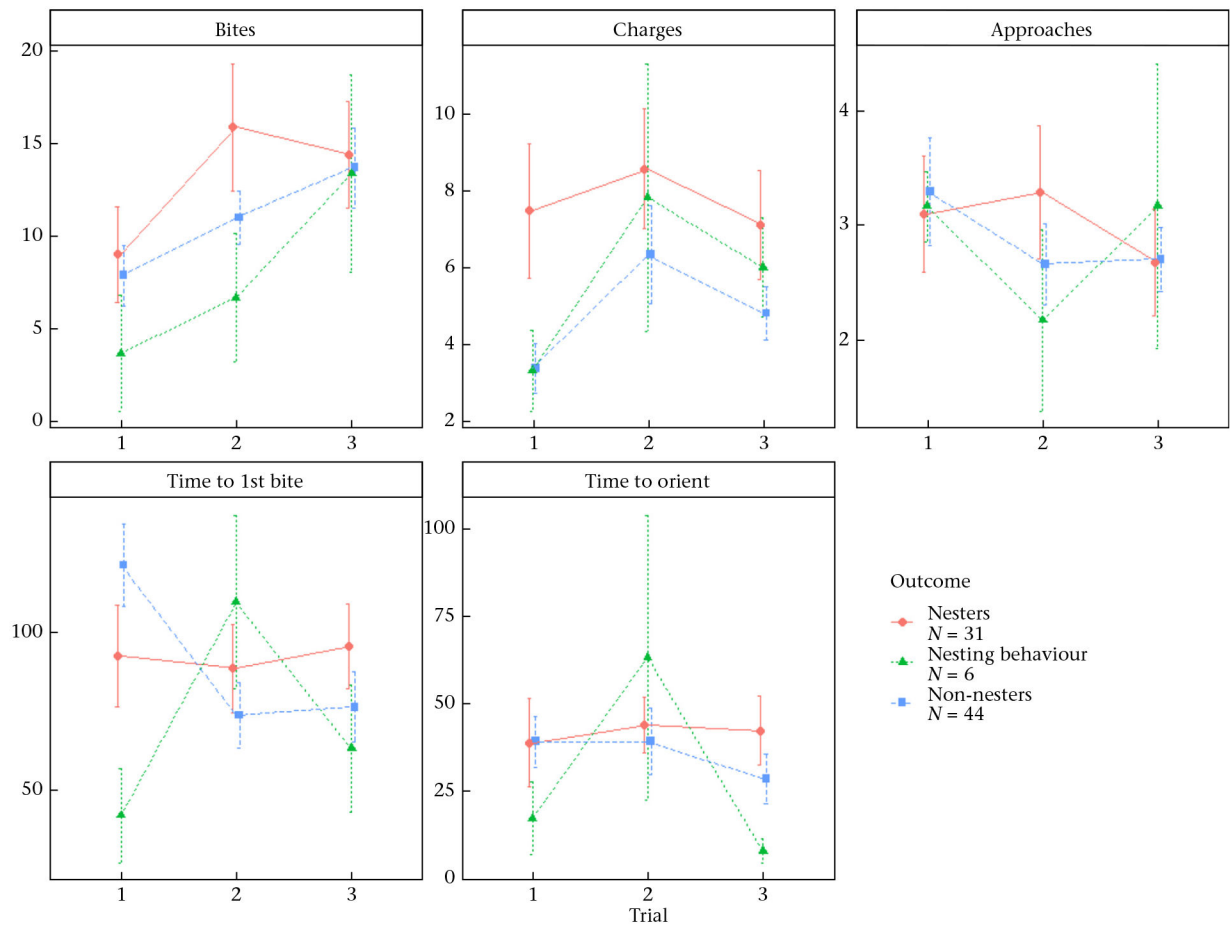 Bites
Charges
Approaches
20
15
10
5
0
1
2
3
10
8
6
4
2
1
2
3
4
3
2
1
2
3
Time to 1st bite
Time to orient
100
50
1
2
3
100
75
50
25
0
1
2
3
Trial
Outcome
Nesters
N = 31
Nesting behaviour
N = 6
Non-nesters
N = 44